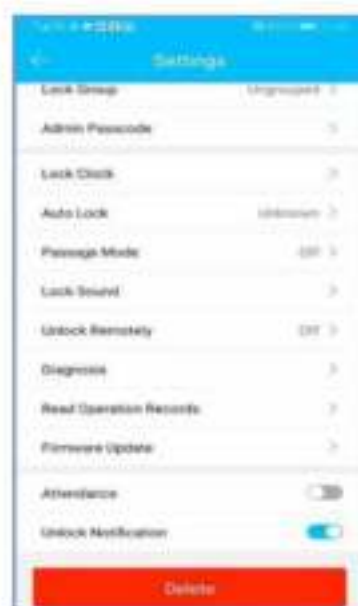 Settings
Lock Group Ungrouped
Admin Passcode
Lock Clock
Auto Lock Unknown
Passage Mode Off
Lock Sound
Unlock Remotely Off
Diagnosis
Read Operation Records
Firmware Update
Attendance
Unlock Notification
Delete